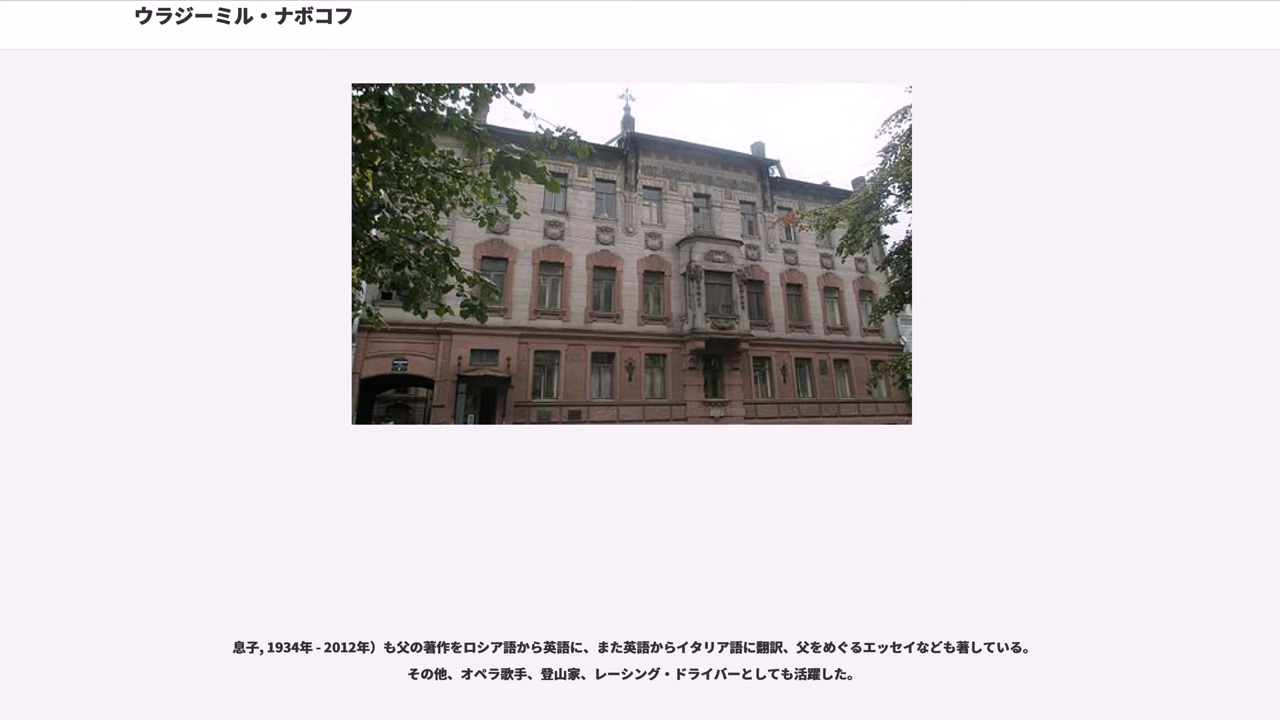 ウラジーミル・ナボコフ
息子, 1934年 - 2012年）も父の著作をロシア語から英語に、また英語からイタリア語に翻訳、父をめぐるエッセイなども著している。
その他、オペラ歌手、登山家、レーシング・ドライバーとしても活躍した。